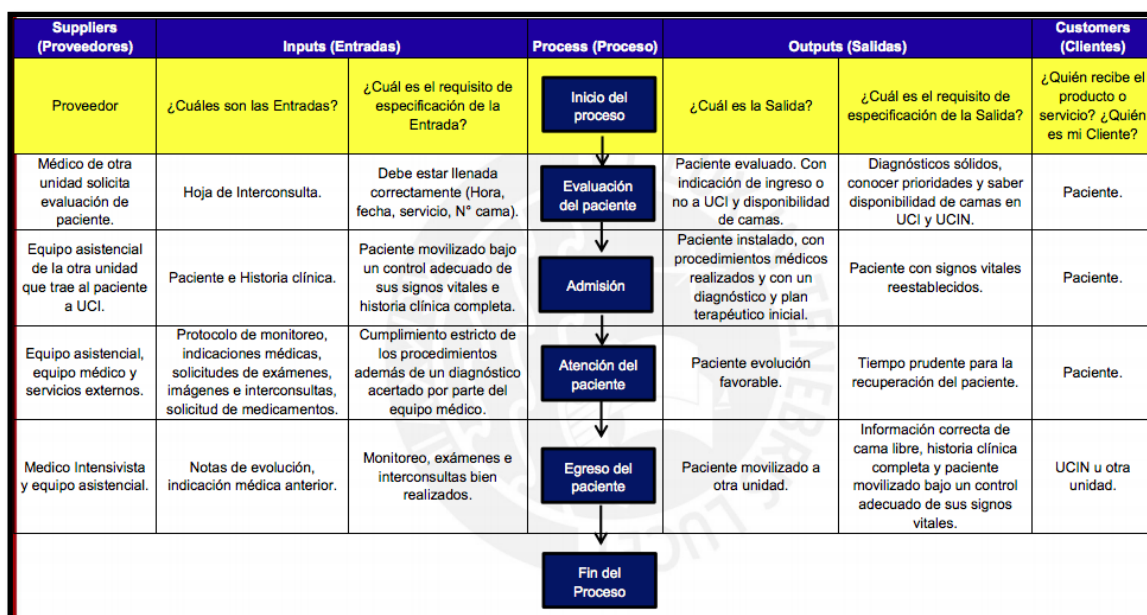 Suppliers
(Proveedores)
Inputs (Entradas)
Process (Proceso)
Outputs (Salidas)
Customers
(Clientes)
Proveedor
¿Cuáles son las Entradas?
¿Cuál es el requisito de
especificación de la
Entrada?
Inicio del
proceso
¿Cuál es la Salida?
¿Cuál es el requisito de
especificación de la Salida?
¿Quién recibe el
producto o
servicio? ¿Quién
es mi Cliente?
Médico de otra
unidad solicita
evaluación de
paciente.
Hoja de Interconsulta.
Debe estar llenada
correctamente (Hora,
fecha, servicio, N° cama).
Evaluación
del paciente
Paciente evaluado. Con
indicación de ingreso o
no a UCI y disponibilidad
de camas.
Diagnósticos sólidos,
conocer prioridades y saber
disponibilidad de camas en
UCI y UCIN.
Paciente.
Equipo asistencial
de la otra unidad
que trae al paciente
a UCI.
Paciente e Historia clínica.
Paciente movilizado bajo
un control adecuado de
sus signos vitales e
historia clínica completa.
Admisión
Paciente instalado, con
procedimientos médicos
realizados y con un
diagnóstico y plan
terapéutico inicial.
Paciente con signos vitales
reestablecidos.
Paciente.
Equipo asistencial,
equipo médico y
servicios externos.
Protocolo de monitoreo,
indicaciones médicas,
solicitudes de exámenes,
imágenes e interconsultas,
solicitud de medicamentos.
Cumplimiento estricto de
los procedimientos
además de un diagnóstico
acertado por parte del
equipo médico.
Atención del
paciente
Paciente evolución
favorable.
Tiempo prudente para la
recuperación del paciente.
Paciente.
Medico Intensivista
y equipo asistencial.
Notas de evolución,
indicación médica anterior.
Monitoreo, exámenes e
interconsultas bien
realizados.
Egreso del
paciente
Paciente movilizado a
otra unidad.
Información correcta de
cama libre, historia clínica
completa y paciente
movilizado bajo un control
adecuado de sus signos
vitales.
UCIN u otra
unidad.
Fin del
Proceso